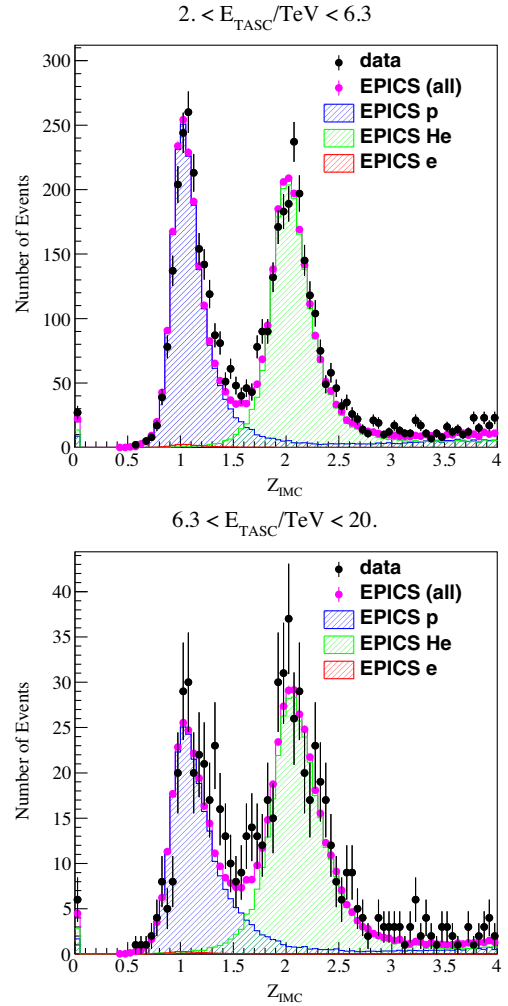 2. < E_TASC/TeV < 6.3
data
EPICS (all)
EPICS p
EPICS He
EPICS e
300
250
200
150
100
50
0
Number of Events
0 0.5 1 1.5 2 2.5 3 3.5 4
Z_IMC
6.3 < E_TASC/TeV < 20.
data
EPICS (all)
EPICS p
EPICS He
EPICS e
40
35
30
25
20
15
10
5
0
Number of Events
0 0.5 1 1.5 2 2.5 3 3.5 4
Z_IMC